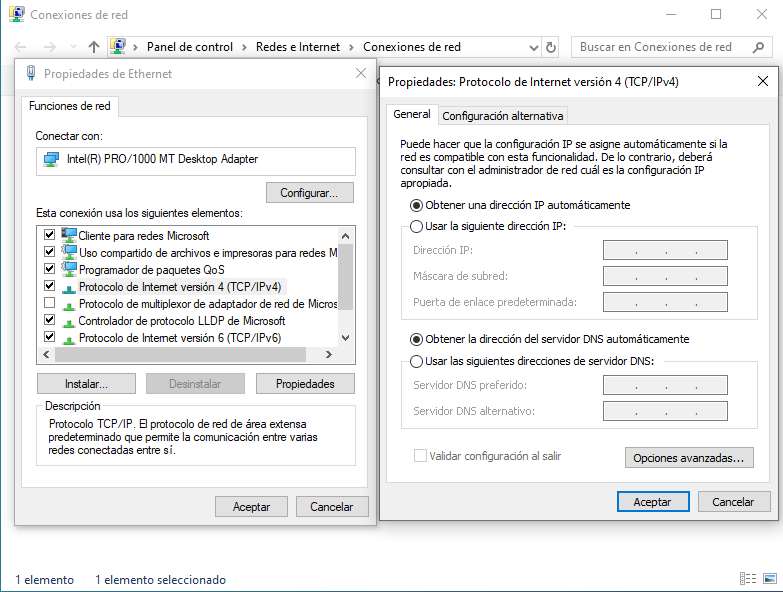 Conexiones de red
Panel de control
Redes e Internet
Conexiones de red
Buscar en Conexiones de red
Propiedades de Ethernet
Funciones de red
Conectar con:
Intel(R) PRO/1000 MT Desktop Adapter
Configurar...
Esta conexión usa los siguientes elementos:
Cliente para redes Microsoft
Uso compartido de archivos e impresoras para redes M
Programador de paquetes QoS
Protocolo de Internet versión 4 (TCP/IPv4)
Protocolo de multiplexor de adaptador de red de Micros
Controlador de protocolo LLDP de Microsoft
Protocolo de Internet versión 6 (TCP/IPv6)
Instalar...
Desinstalar
Propiedades
Descripción
Protocolo TCP/IP. El protocolo de red de área extensa
predeterminado que permite la comunicación entre varias
redes conectadas entre sí.
Aceptar
Cancelar
Propiedades: Protocolo de Internet versión 4 (TCP/IPv4)
General
Configuración alternativa
Puede hacer que la configuración IP se asigne automáticamente si la
red es compatible con esta funcionalidad. De lo contrario, deberá
consultar con el administrador de red cuál es la configuración IP
apropiada.
Obtener una dirección IP automáticamente
Usar la siguiente dirección IP:
Dirección IP:
Máscara de subred:
Puerta de enlace predeterminada:
Obtener la dirección del servidor DNS automáticamente
Usar las siguientes direcciones de servidor DNS:
Servidor DNS preferido:
Servidor DNS alternativo:
Validar configuración al salir
Opciones avanzadas...
Aceptar
Cancelar
1 elemento
1 elemento seleccionado